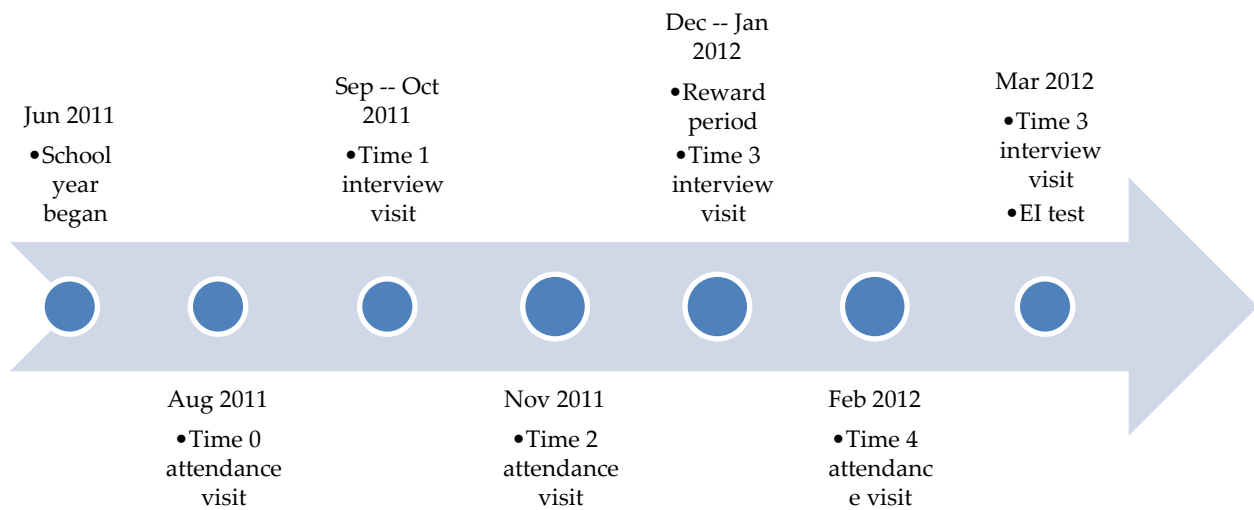 Jun 2011
•School
year
began
Aug 2011
•Time 0
attendance
visit
Sep -- Oct
2011
•Time 1
interview
visit
Nov 2011
•Time 2
attendance
visit
Dec -- Jan
2012
•Reward
period
•Time 3
interview
visit
Feb 2012
•Time 4
attendanc
e visit
Mar 2012
•Time 3
interview
visit
•EI test